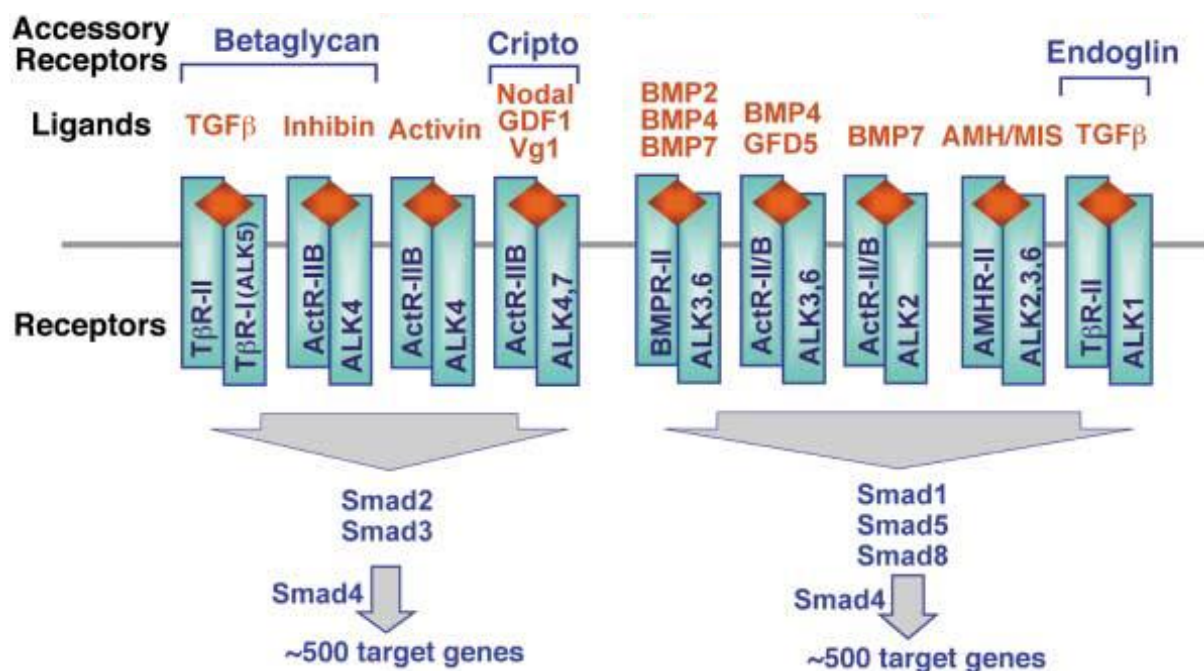 Accessory
Receptors
Betaglycan
Cripto
Endoglin
Ligands
TGFβ
Inhibin
Activin
Nodal
GDF1
Vg1
BMP2
BMP4
BMP7
BMP4
GFD5
BMP7
AMH/MIS
TGFβ
Receptors
TβR-II
TβR-I (ALK5)
ActR-IIB
ALK4
ActR-IIB
ALK4
ActR-IIB
ALK4,7
BMPR-II
ALK3.6
ActR-II/B
ALK3,6
ActR-II/B
ALK2
AMHR-II
ALK2,3,6
TβR-II
ALK1
Smad2
Smad3
Smad4
~500 target genes
Smad1
Smad5
Smad8
Smad4
~500 target genes